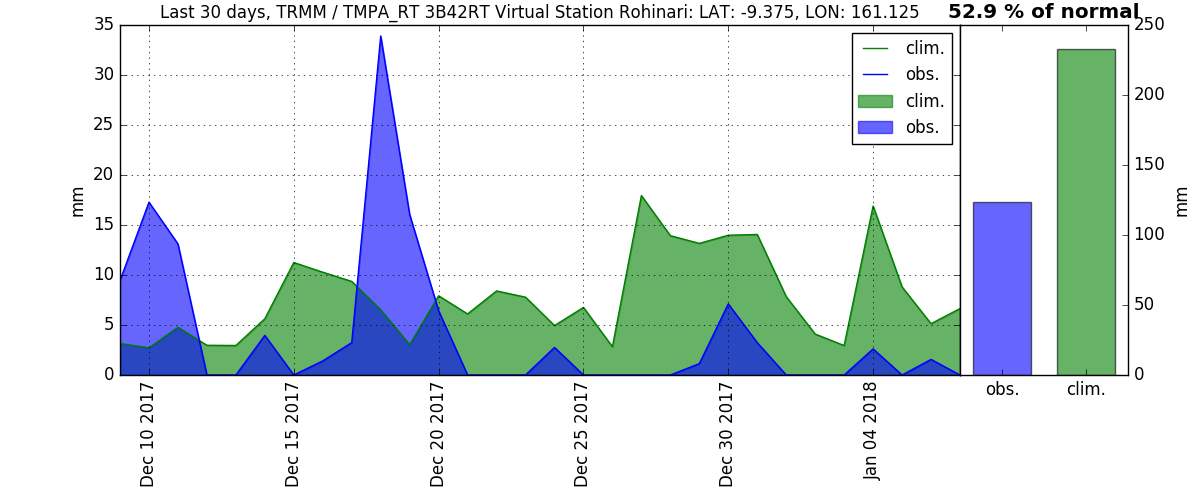 Last 30 days, TRMM / TMPA_RT 3B42RT Virtual Station Rohinari: LAT: -9.375, LON: 161.125
52.9 % of normal
35
30
25
20
15
10
5
0
mm
clim.
obs.
clim.
obs.
250
200
150
100
50
0
mm
Dec 10 2017
Dec 15 2017
Dec 20 2017
Dec 25 2017
Dec 30 2017
Jan 04 2018
obs.
clim.